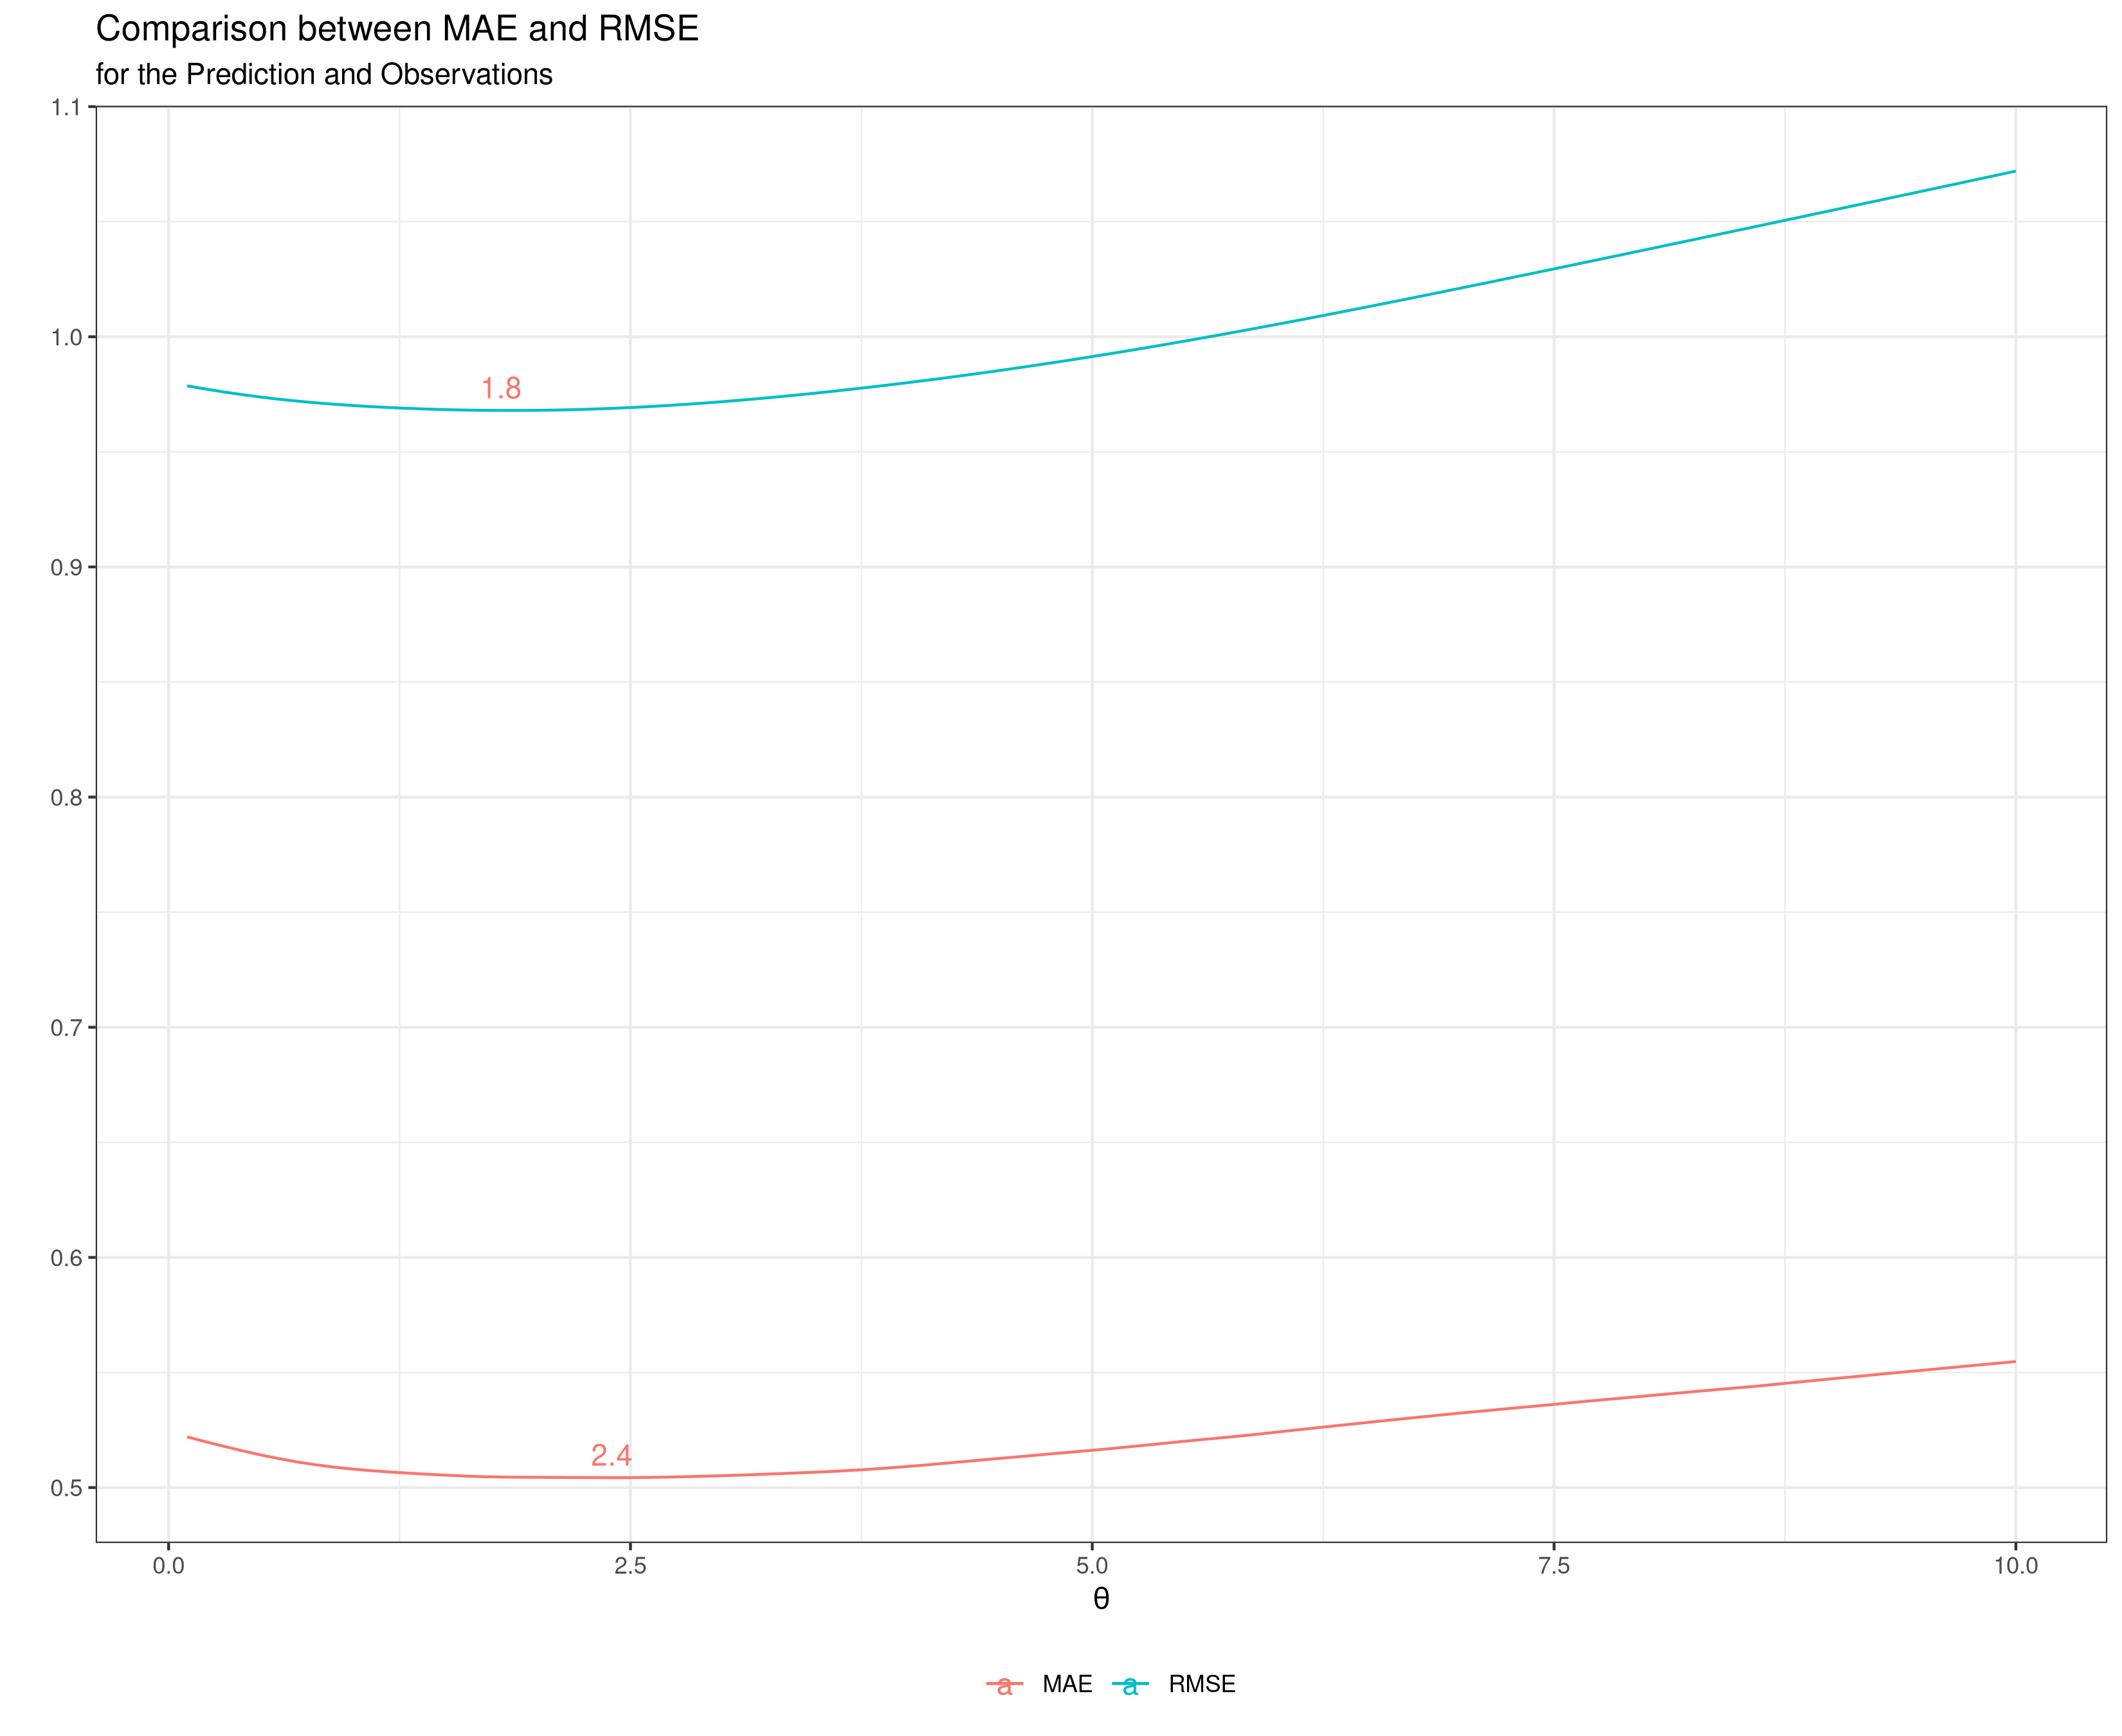 Comparison between MAE and RMSE
for the Prediction and Observations
1.1
1.0
1.8
0.9
0.8
0.7
0.6
2.4
0.5
0.0 2.5 5.0 7.5 10.0
θ
a MAE a RMSE